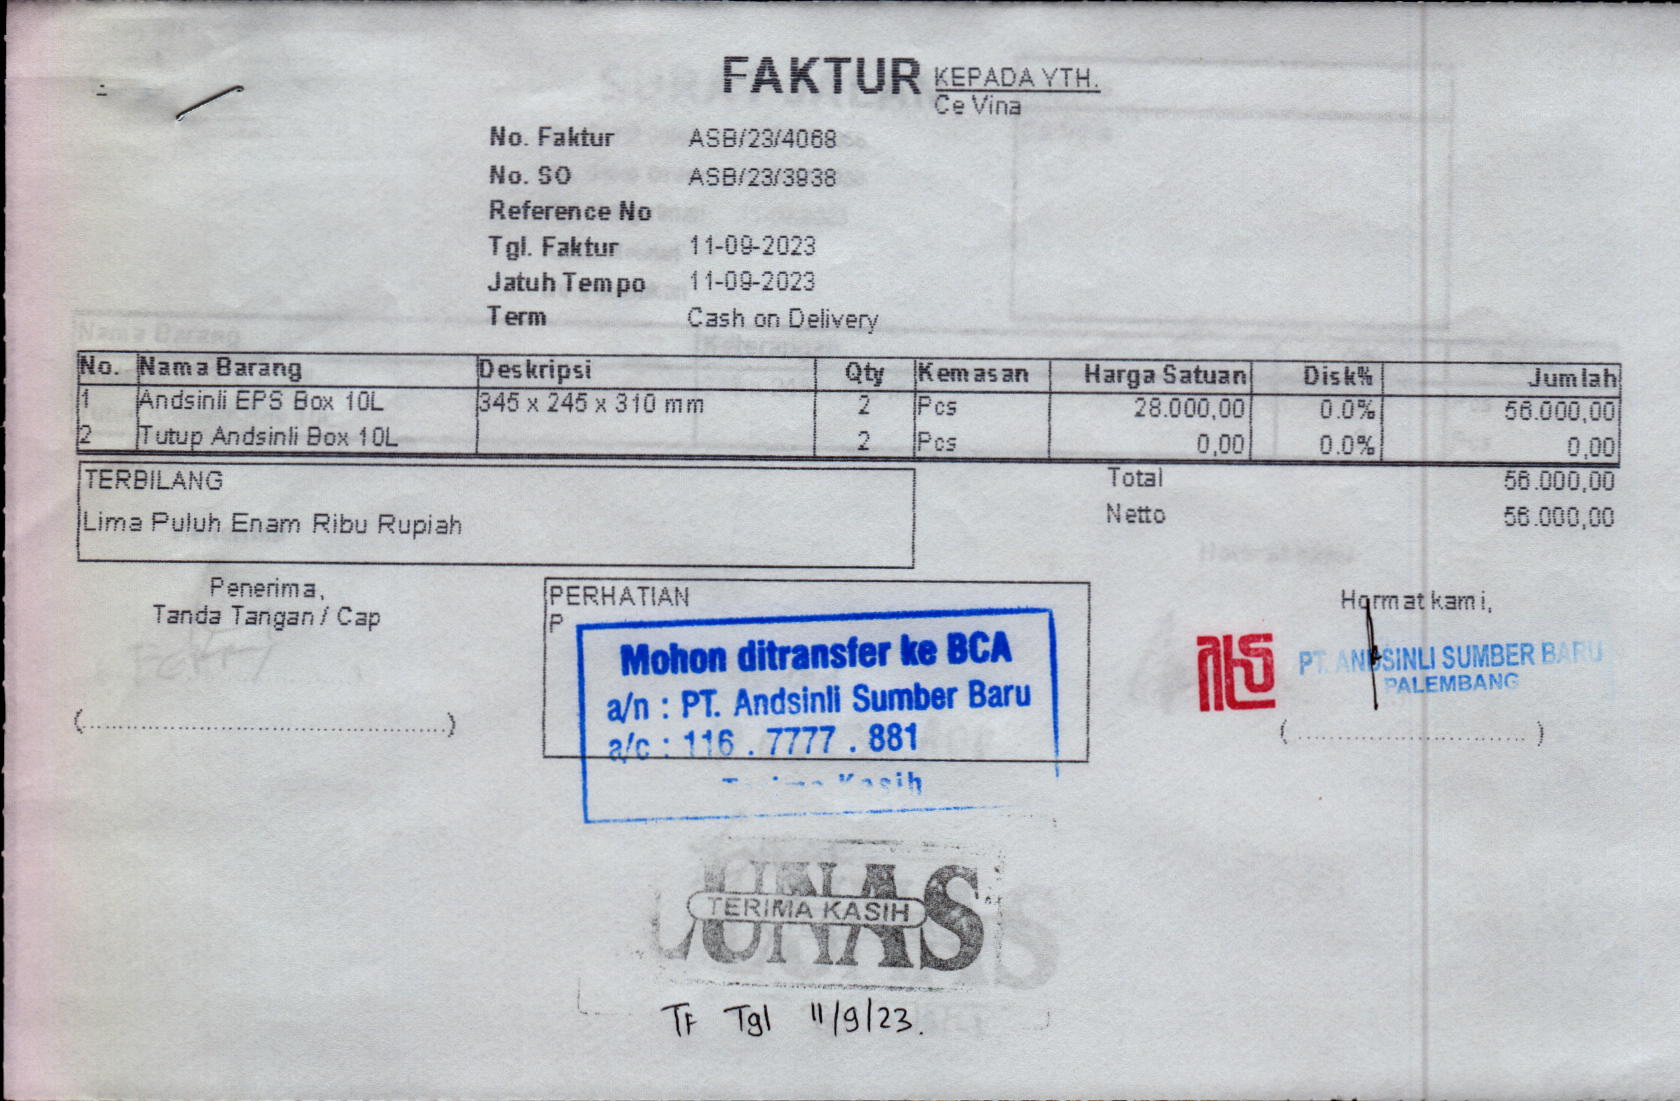 FAKTUR
KEPADA YTH.
Ce Vina
No. Faktur ASB/23/4068
No. SO ASB/23/3938
Reference No
Tgl. Faktur 11-09-2023
Jatuh Tempo 11-09-2023
Term Cash on Delivery
No. Nama Barang Deskripsi Qty Kemasan Harga Satuan Disk% Jumlah
1 Andsinli EPS Box 10L 345 x 245 x 310 mm 2 Pcs 28.000,00 0.0% 56.000,00
2 Tutup Andsinli Box 10L 2 Pcs 0,00 0.0% 0,00
TERBILANG
Lima Puluh Enam Ribu Rupiah
Total 56.000,00
Netto 56.000,00
Penerima,
Tanda Tangan / Cap
(........................................)
PERHATIAN
P
Mohon ditransfer ke BCA
a/n : PT. Andsinli Sumber Baru
a/c : 116 . 7777 . 881
Terima Kasih
Hormat kami,
PT. ANDSINLI SUMBER BARU
PALEMBANG
(........................................)
LUNAS
TERIMA KASIH
TF Tgl 11/9/23.